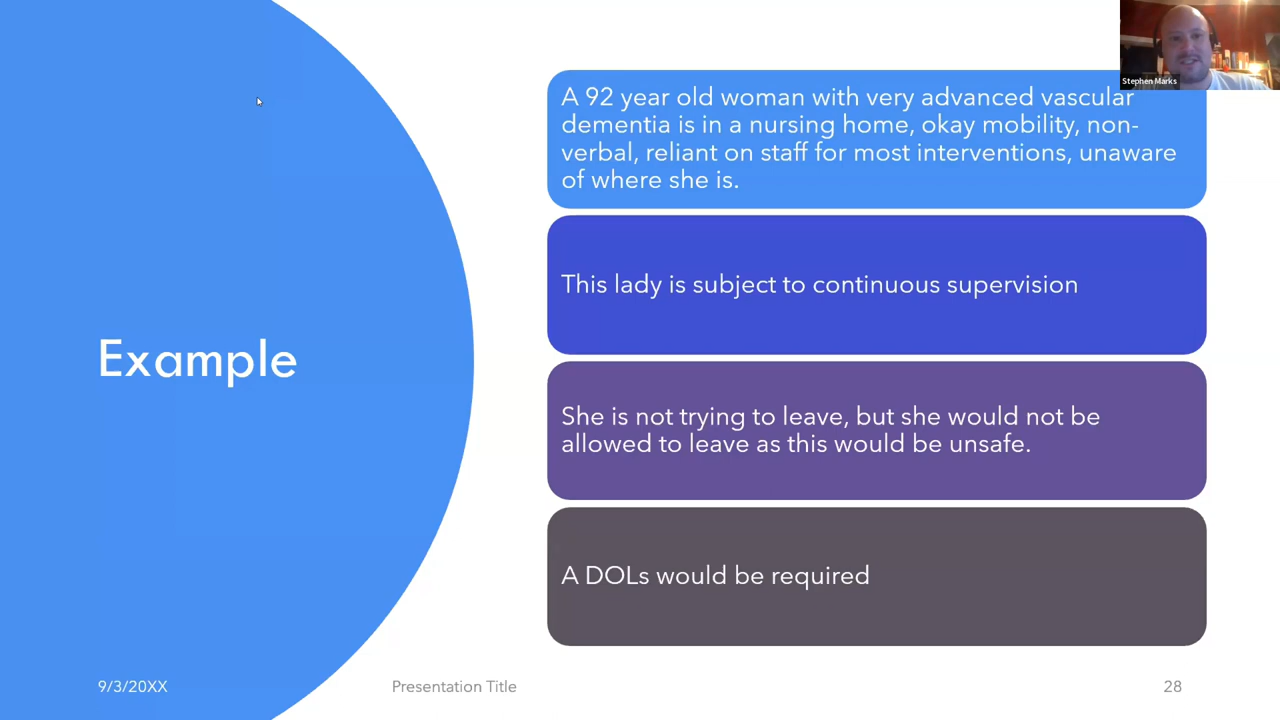 Stephen Marks
A 92 year old woman with very advanced vascular
dementia is in a nursing home, okay mobility, non-
verbal, reliant on staff for most interventions, unaware
of where she is.
This lady is subject to continuous supervision
Example
She is not trying to leave, but she would not be
allowed to leave as this would be unsafe.
A DOLs would be required
9/3/20XX
Presentation Title
28